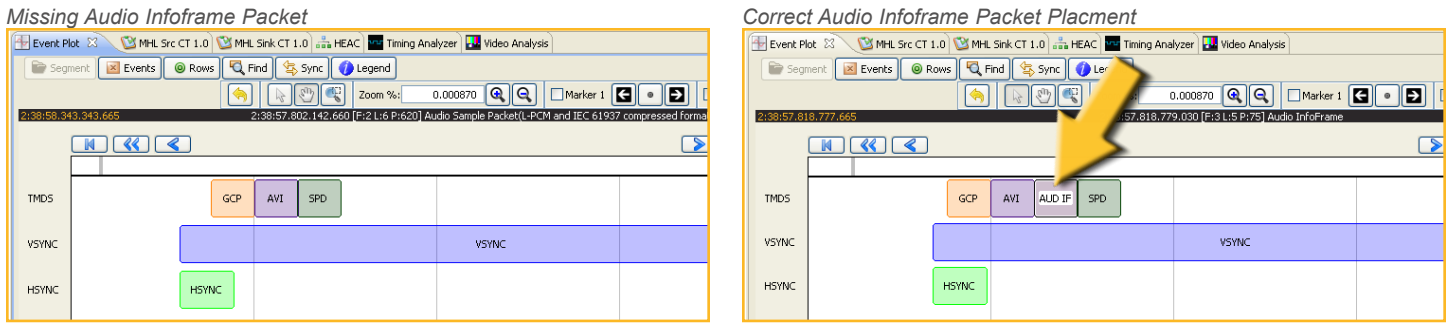 Missing Audio Infoframe Packet
Event Plot MHL Src CT 1.0 MHL Sink CT 1.0 HEAC Timing Analyzer Video Analysis
Segment Events Rows Find Sync Legend
Zoom %: 0.000870 Marker 1
2:38:58.343.343.665 2:38:57.802.142.660 [F:2 L:6 P:620] Audio Sample Packet(L-PCM and IEC 61937 compressed forma
TMDS GCP AVI SPD
VSYNC VSYNC
HSYNC HSYNC
Correct Audio Infoframe Packet Placment
Event Plot MHL Src CT 1.0 MHL Sink CT 1.0 HEAC Timing Analyzer Video Analysis
Segment Events Rows Find Sync Le
0.000870 Marker 1
2:38:57.818.777.665 57.818.779.030 [F:3 L:5 P:75] Audio InfoFrame
TMDS GCP AVI AUD IF SPD
VSYNC VSYNC
HSYNC HSYNC